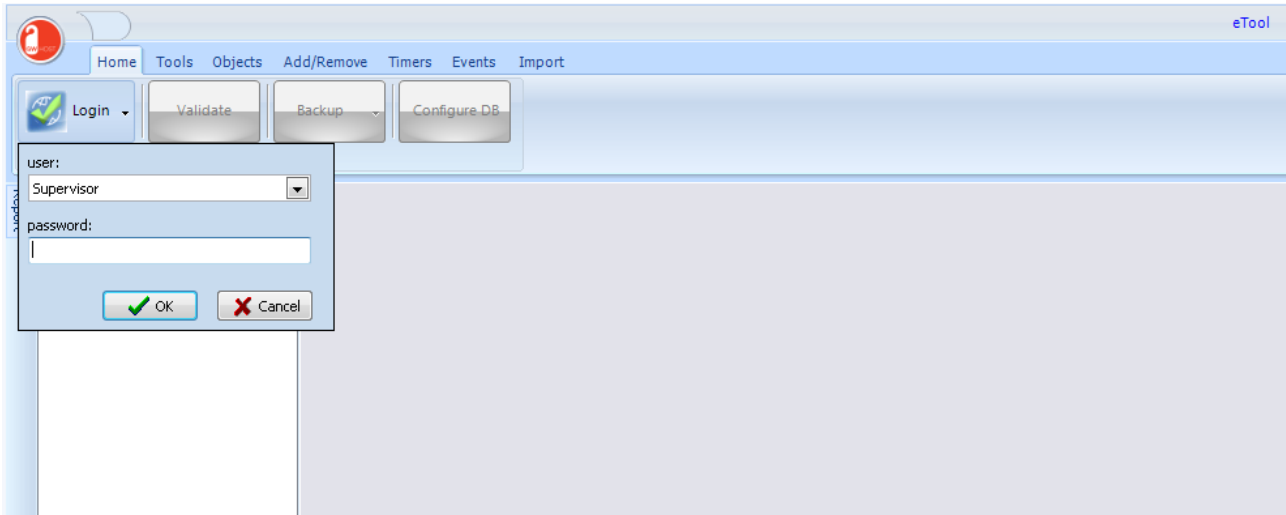 eTool
Home Tools Objects Add/Remove Timers Events Import
Login Validate Backup Configure DB
user:
Supervisor
password:
OK Cancel
Report